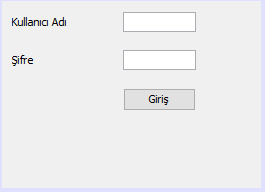 Kullanıcı Adı
Şifre
Giriş